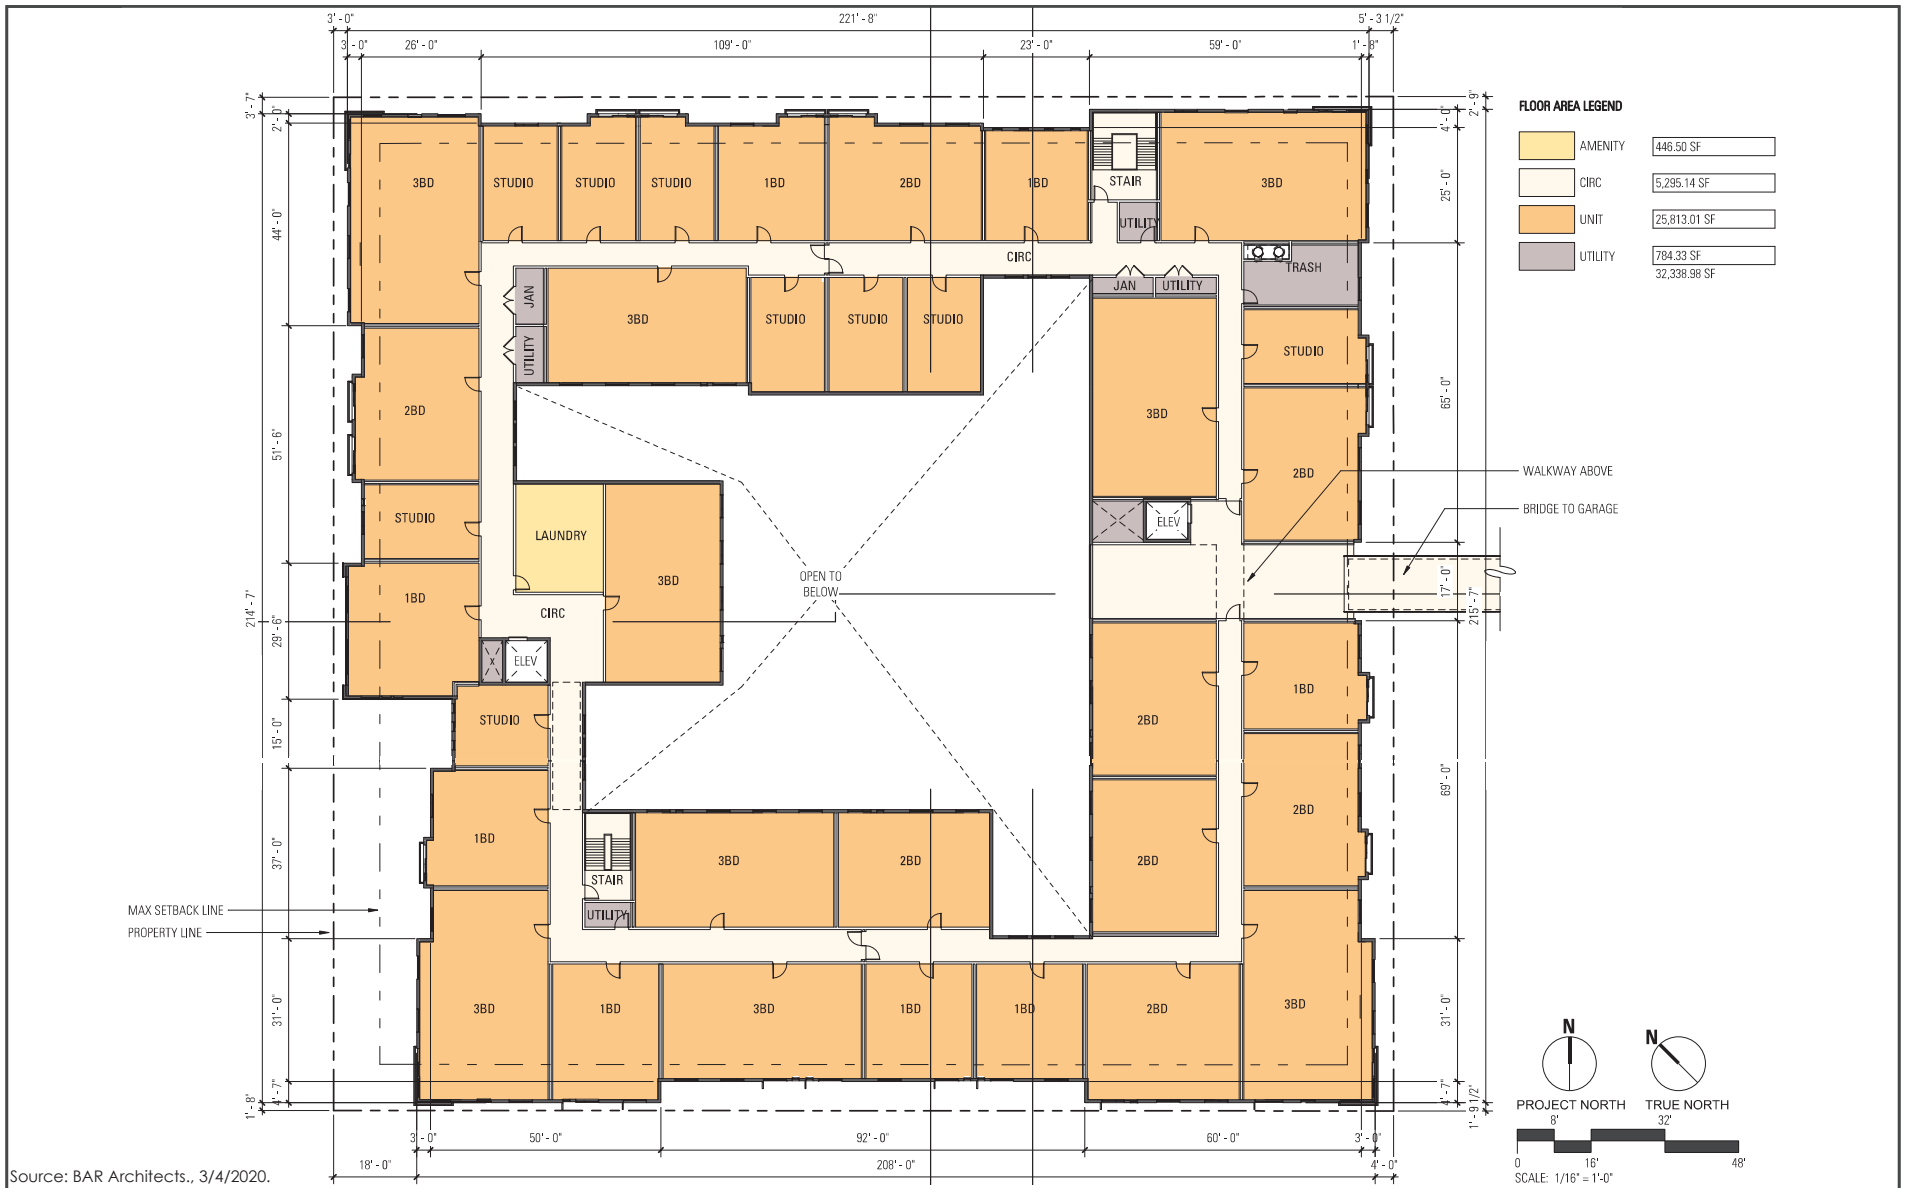 3' - 0"
221' - 8"
5' - 3 1/2"
3' - 0"
26' - 0"
109' - 0"
23' - 0"
59' - 0"
1' - 8"
3' - 7"
2' - 0"
44' - 0"
51' - 6"
214' - 7"
29' - 6"
15' - 0"
37' - 0"
31' - 0"
4' - 7"
1' - 8"
2' - 9"
4' - 0"
25' - 0"
65' - 0"
17' - 0"
215' - 7"
69' - 0"
31' - 0"
4' - 7"
1' - 9 1/2"
3BD
STUDIO
STUDIO
STUDIO
1BD
2BD
1BD
STAIR
3BD
UTILITY
CIRC
TRASH
JAN
UTILITY
3BD
STUDIO
STUDIO
STUDIO
JAN
UTILITY
STUDIO
2BD
3BD
2BD
STUDIO
LAUNDRY
3BD
ELEV
2BD
OPEN TO
BELOW
1BD
CIRC
X
ELEV
STUDIO
2BD
1BD
1BD
3BD
2BD
2BD
2BD
STAIR
UTILITY
3BD
1BD
3BD
1BD
1BD
2BD
3BD
MAX SETBACK LINE
PROPERTY LINE
WALKWAY ABOVE
BRIDGE TO GARAGE
FLOOR AREA LEGEND
AMENITY 446.50 SF
CIRC 5,295.14 SF
UNIT 25,813.01 SF
UTILITY 784.33 SF
32,338.98 SF
N
N
PROJECT NORTH TRUE NORTH
8' 32'
0 16' 48'
SCALE: 1/16" = 1'-0"
3' - 0"
50' - 0"
92' - 0"
60' - 0"
3' - 0"
18' - 0"
208' - 0"
4' - 0"
Source: BAR Architects., 3/4/2020.